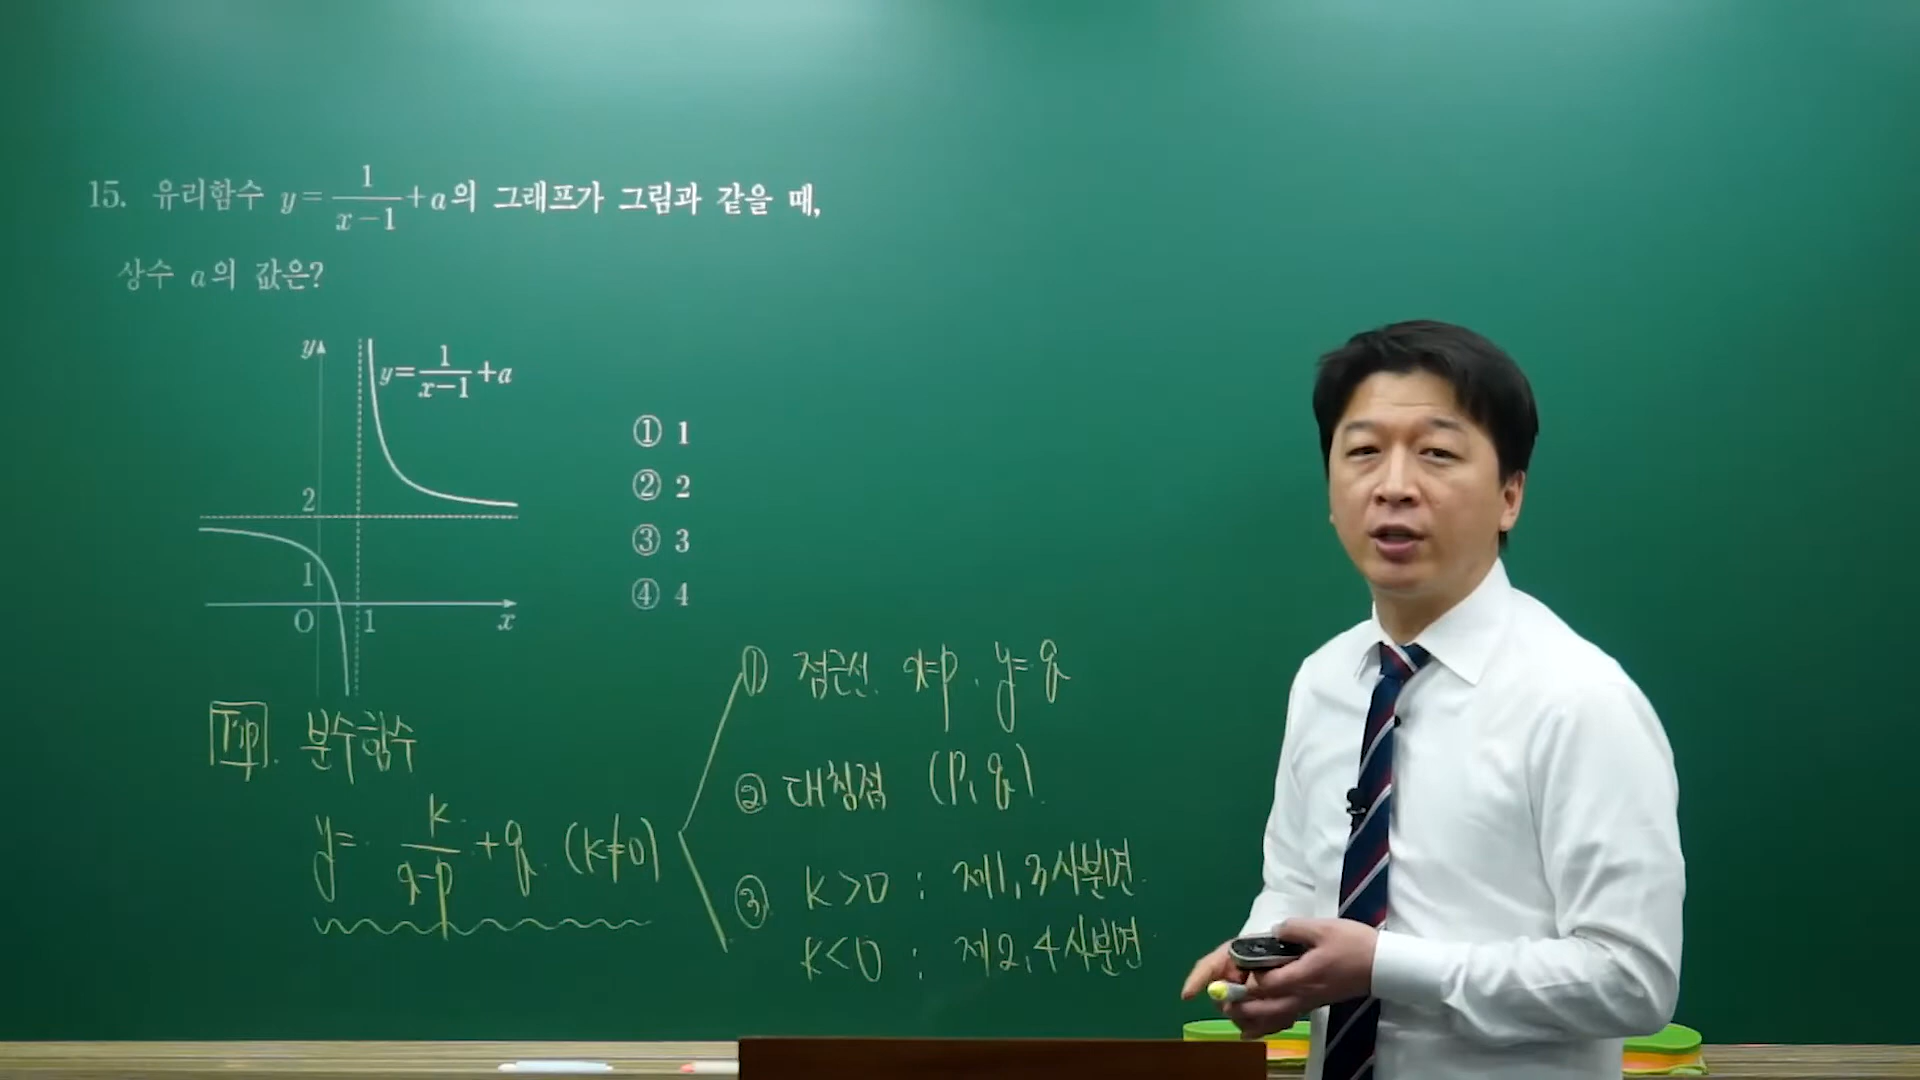 15. 유리함수 y = 1/(x-1) + a의 그래프가 그림과 같을 때,
상수 a의 값은?
y
y = 1/(x-1) + a
2
1
O 1 x
① 1
② 2
③ 3
④ 4
Tip. 분수함수
y = k/(x-p) + q (k≠0)
① 점근선. x=p, y=q
② 대칭점 (p, q).
③ k>0 : 제1, 3사분면
k<0 : 제2, 4사분면